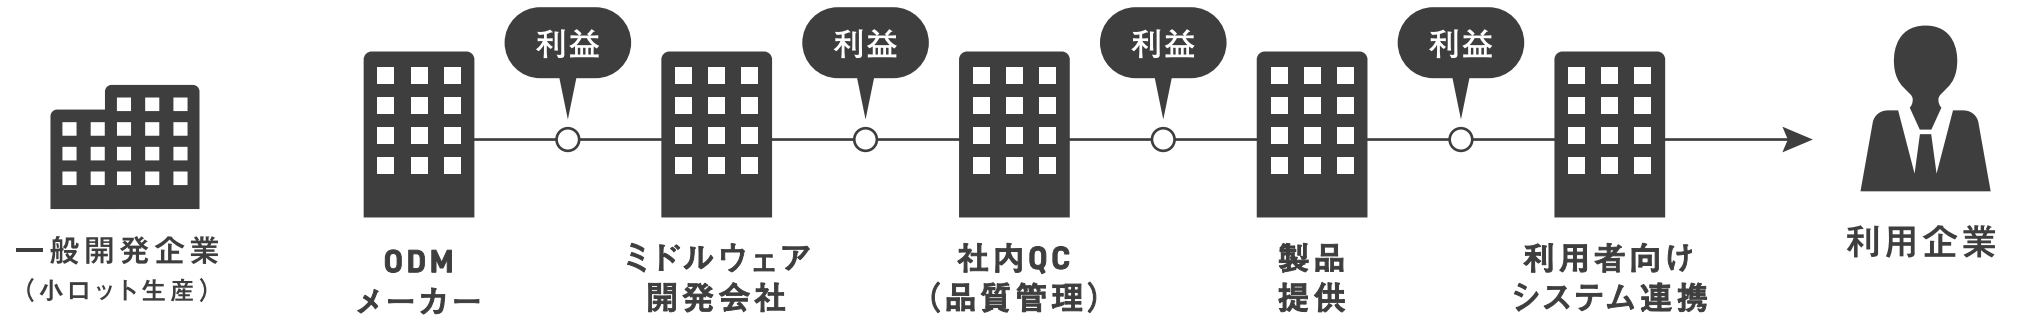 利益
利益
利益
利益
一般開発企業
（小ロット生産）
ODM
メーカー
ミドルウェア
開発会社
社内QC
（品質管理）
製品
提供
利用者向け
システム連携
利用企業